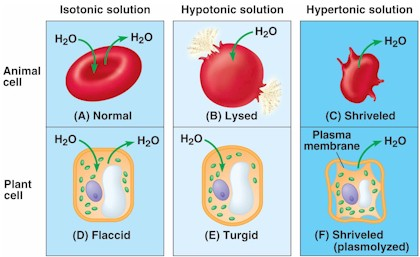 Isotonic solution
Hypotonic solution
Hypertonic solution
Animal
cell
H2O
H2O
(A) Normal
H2O
(B) Lysed
H2O
(C) Shriveled
Plant
cell
H2O
H2O
(D) Flaccid
H2O
(E) Turgid
Plasma
membrane
H2O
(F) Shriveled
(plasmolyzed)